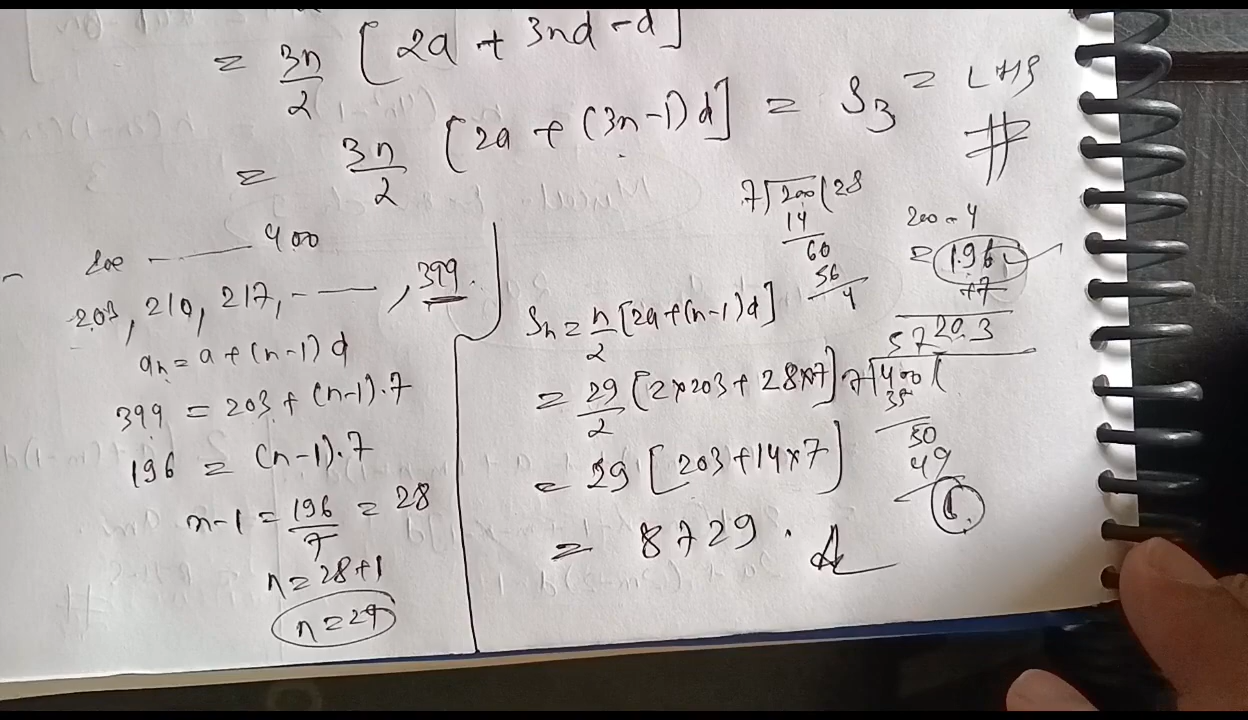 = 3n/2 [2a + 3nd - d]
= 3n/2 [2a + (3n-1)d] = S3 = LHS
#
200 —— 400
203, 210, 217, - ——, 399.
an = a + (n-1) d
399 = 203 + (n-1).7
196 = (n-1).7
n-1 = 196/7 = 28
n = 28+1
n = 29
Sn = n/2 [2a + (n-1)d]
= 29/2 [2×203 + 28×7]
= 29 [203 + 14×7]
= 8729.
7)200(28
14
60
56
4
200 - 4
= 196
+7
203
57
7)400(
35
50
49
1